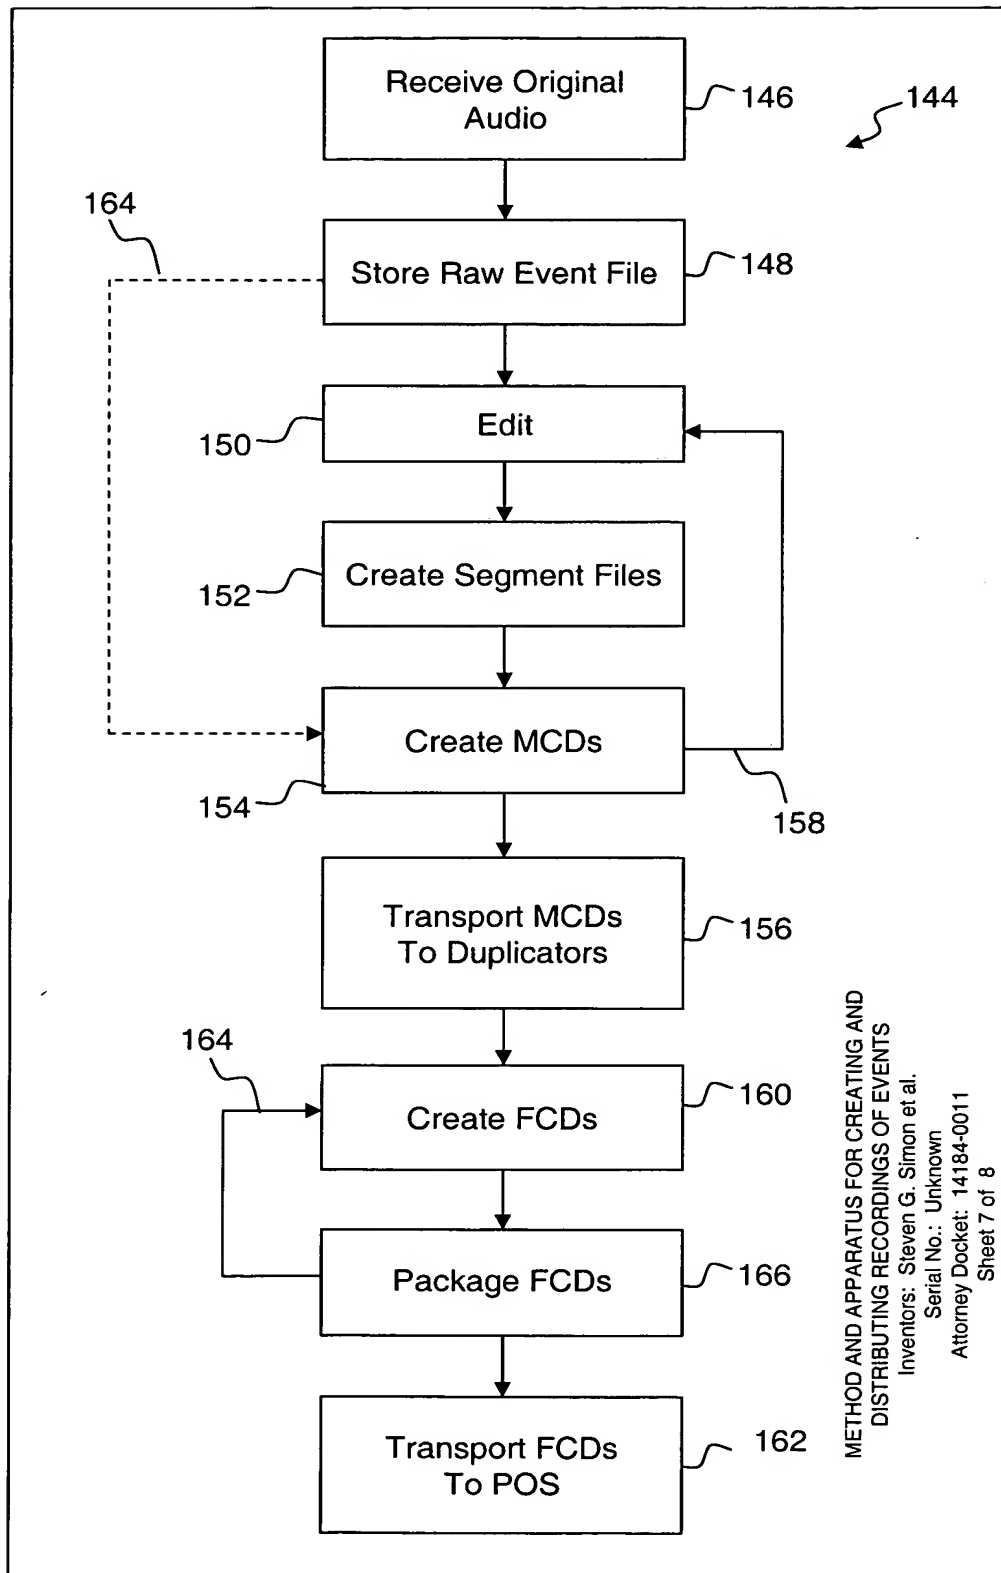 Receive Original
Audio
146
144
164
Store Raw Event File
148
Edit
150
Create Segment Files
152
Create MCDs
154
158
Transport MCDs
To Duplicators
156
164
Create FCDs
160
Package FCDs
166
Transport FCDs
To POS
162
METHOD AND APPARATUS FOR CREATING AND
DISTRIBUTING RECORDINGS OF EVENTS
Inventors: Steven G. Simon et al.
Serial No.: Unknown
Attorney Docket: 14184-0011
Sheet 7 of 8